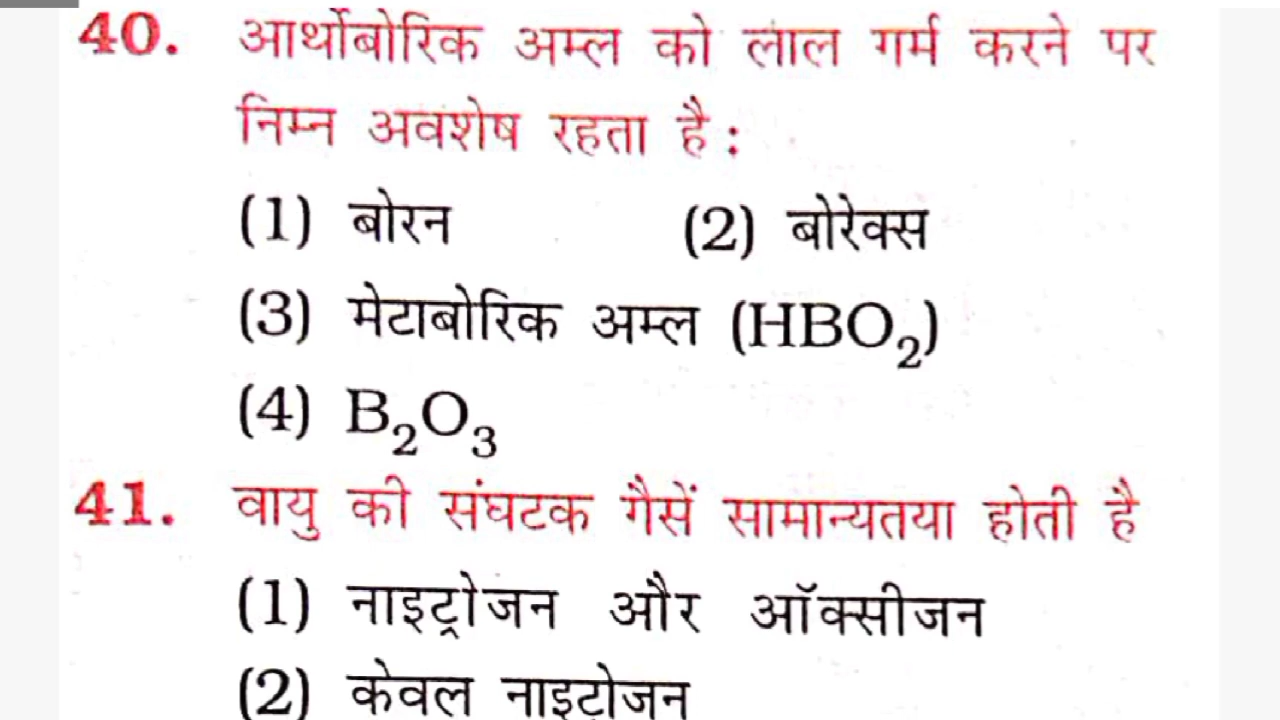 40. आर्थोबोरिक अम्ल को लाल गर्म करने पर
निम्न अवशेष रहता है :
(1) बोरन (2) बोरेक्स
(3) मेटाबोरिक अम्ल (HBO₂)
(4) B₂O₃
41. वायु की संघटक गैसें सामान्यतया होती है
(1) नाइट्रोजन और ऑक्सीजन
(2) केवल नाइट्रोजन